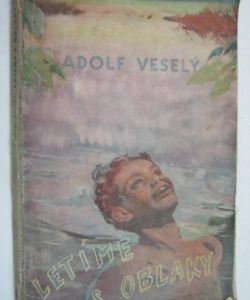 ADOLF VESELÝ
LETÍME
S OBLAKY